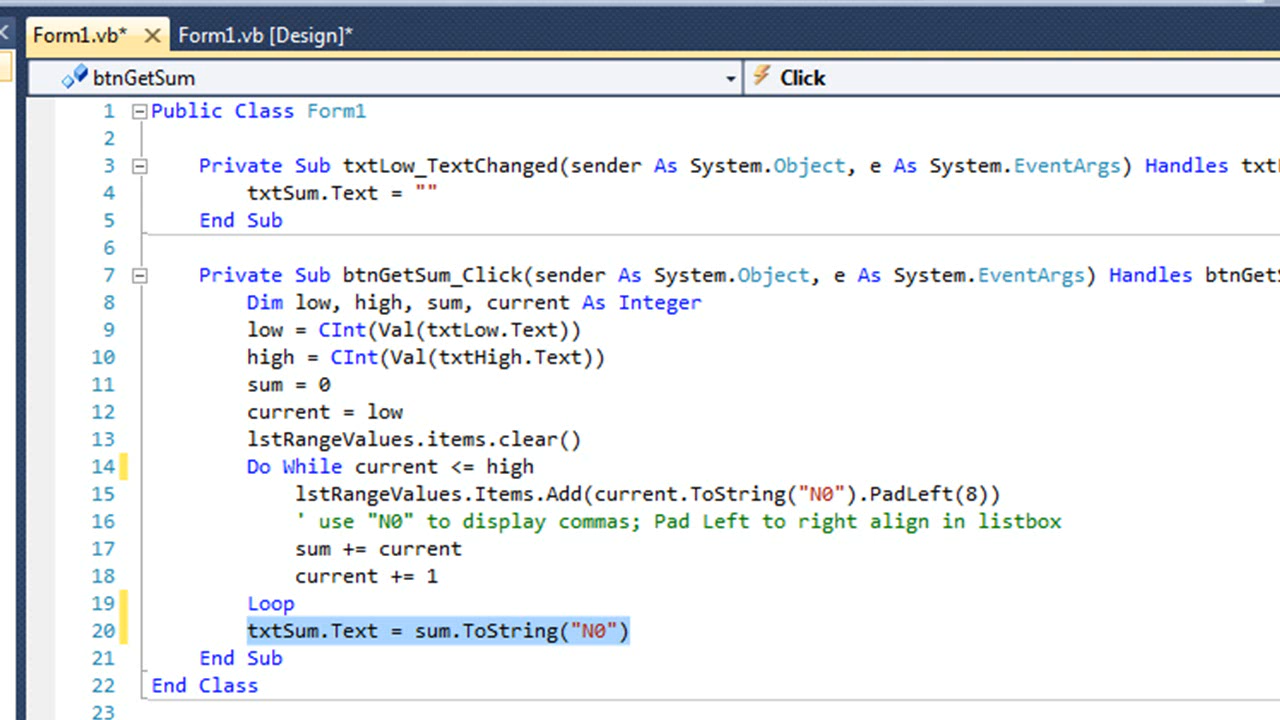 Form1.vb* Form1.vb [Design]*
btnGetSum Click
1 Public Class Form1
2
3 Private Sub txtLow_TextChanged(sender As System.Object, e As System.EventArgs) Handles
4 txtSum.Text = ""
5 End Sub
6
7 Private Sub btnGetSum_Click(sender As System.Object, e As System.EventArgs) Handles
8 Dim low, high, sum, current As Integer
9 low = CInt(Val(txtLow.Text))
10 high = CInt(Val(txtHigh.Text))
11 sum = 0
12 current = low
13 lstRangeValues.items.clear()
14 Do While current <= high
15 lstRangeValues.Items.Add(current.ToString("N0").PadLeft(8))
16 ' use "N0" to display commas; Pad Left to right align in listbox
17 sum += current
18 current += 1
19 Loop
20 txtSum.Text = sum.ToString("N0")
21 End Sub
22 End Class
23